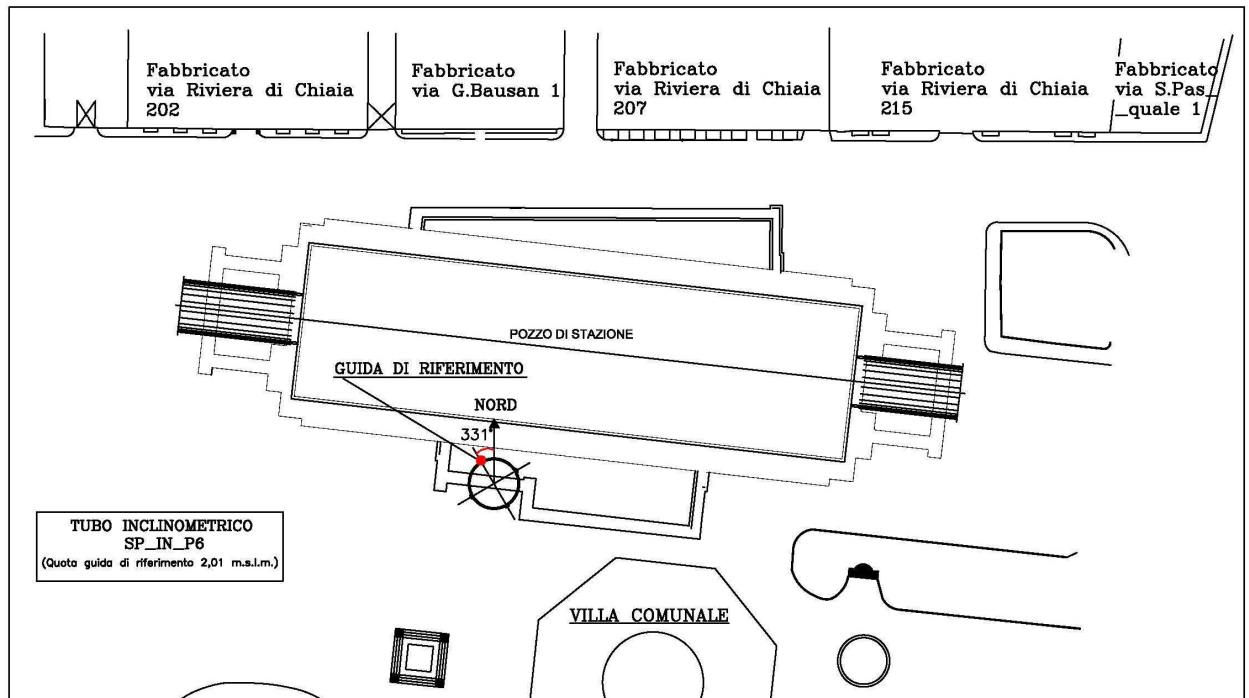 Fabbricato
via Riviera di Chiaia
202
Fabbricato
via G.Bausan 1
Fabbricato
via Riviera di Chiaia
207
Fabbricato
via Riviera di Chiaia
215
Fabbricato
via S.Pas_
_quale 1
POZZO DI STAZIONE
GUIDA DI RIFERIMENTO
NORD
331°
TUBO INCLINOMETRICO
SP_IN_P6
(Quota guida di riferimento 2,01 m.s.l.m.)
VILLA COMUNALE